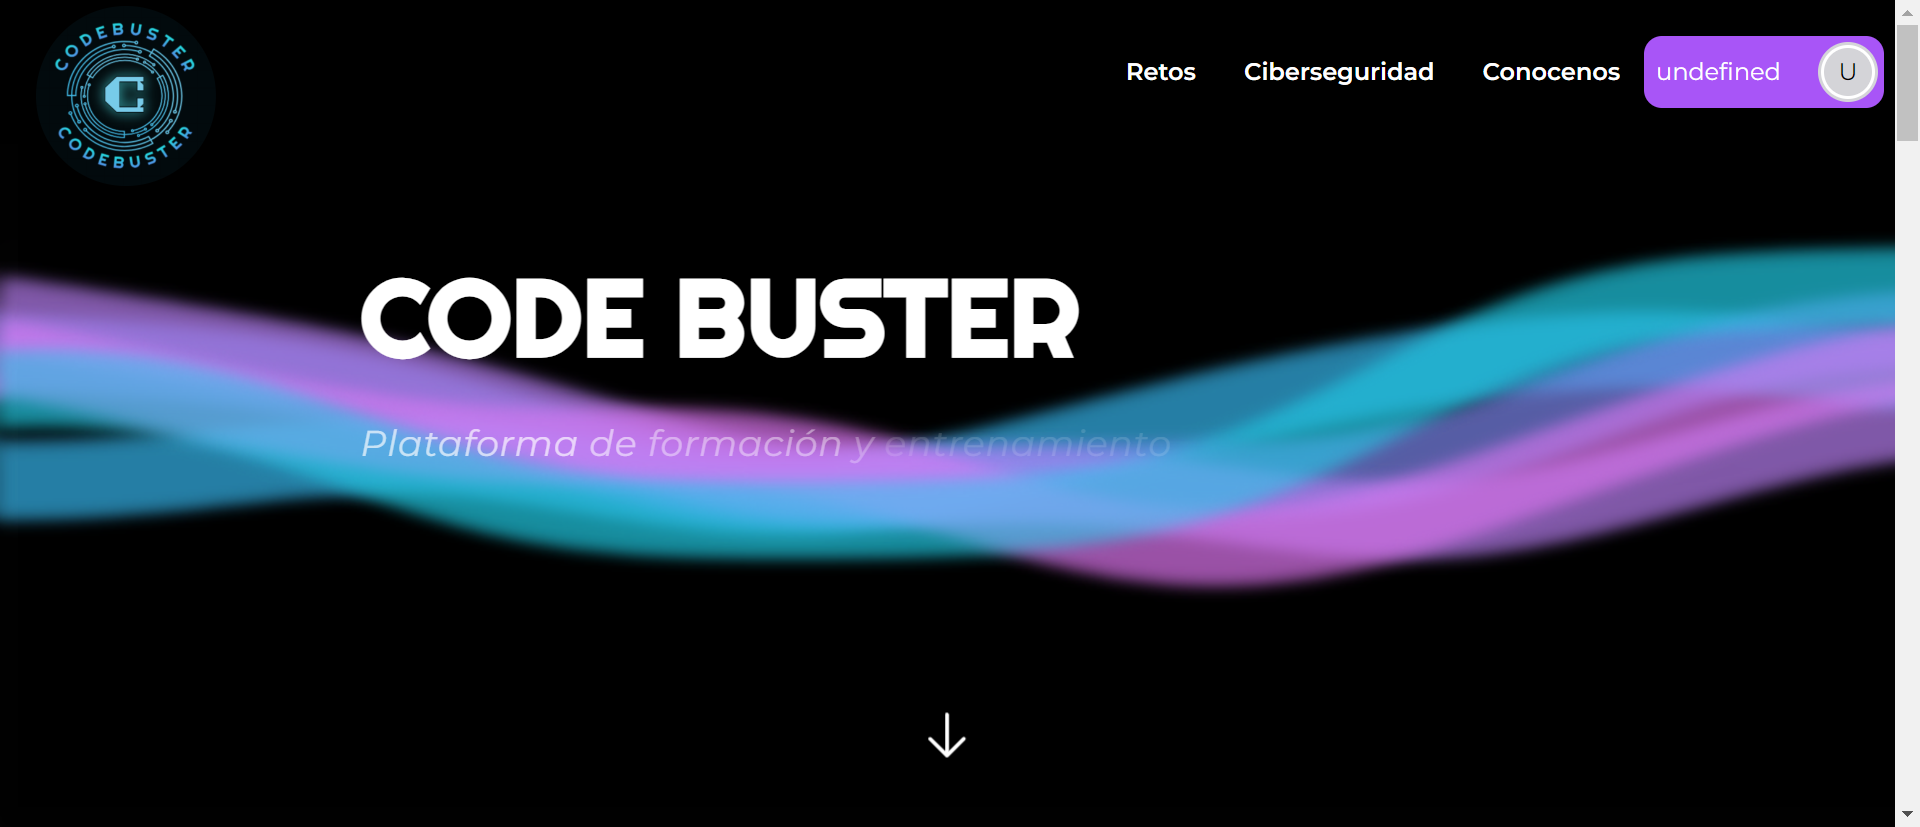 CODEBUSTER
C
CODEBUSTER
Retos
Ciberseguridad
Conocenos
undefined
U
CODE BUSTER
Plataforma de formación y entrenamiento